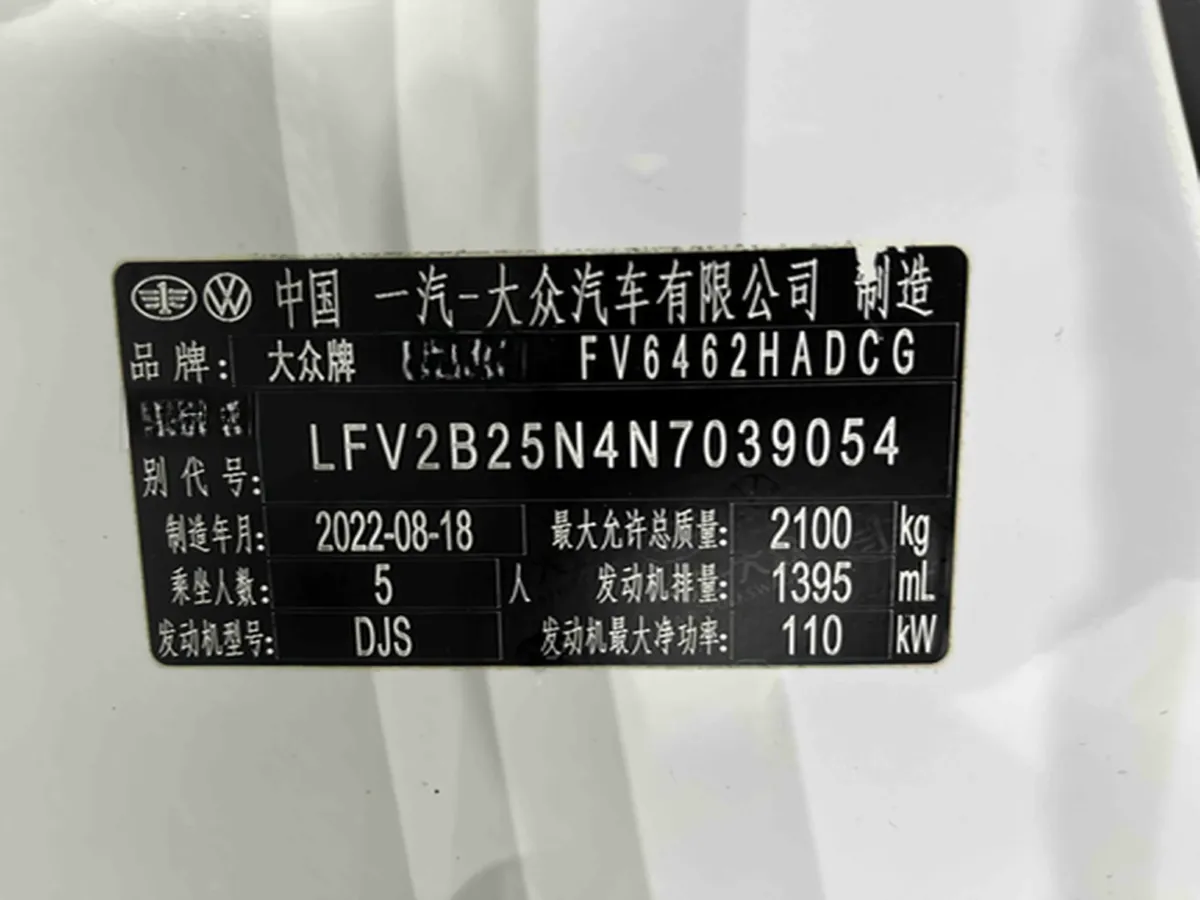 中国 一汽-大众汽车有限公司 制造
品牌: 大众牌 FV6462HADCG
LFV2B25N4N7039054
别代号:
制造年月: 2022-08-18 最大允许总质量: 2100 kg
乘坐人数: 5 人 发动机排量: 1395 mL
发动机型号: DJS 发动机最大净功率: 110 kW